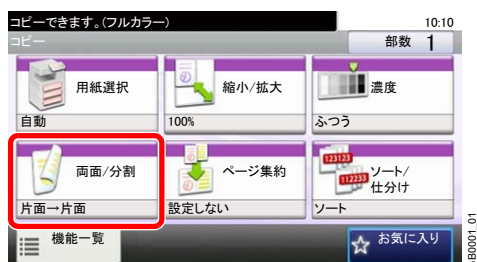 コピーできます。(フルカラー)
10:10
コピー
部数 1
用紙選択
自動
縮小/拡大
100%
濃度
ふつう
両面/分割
片面→片面
ページ集約
設定しない
123123
112233
ソート/
仕分け
ソート
機能一覧
お気に入り